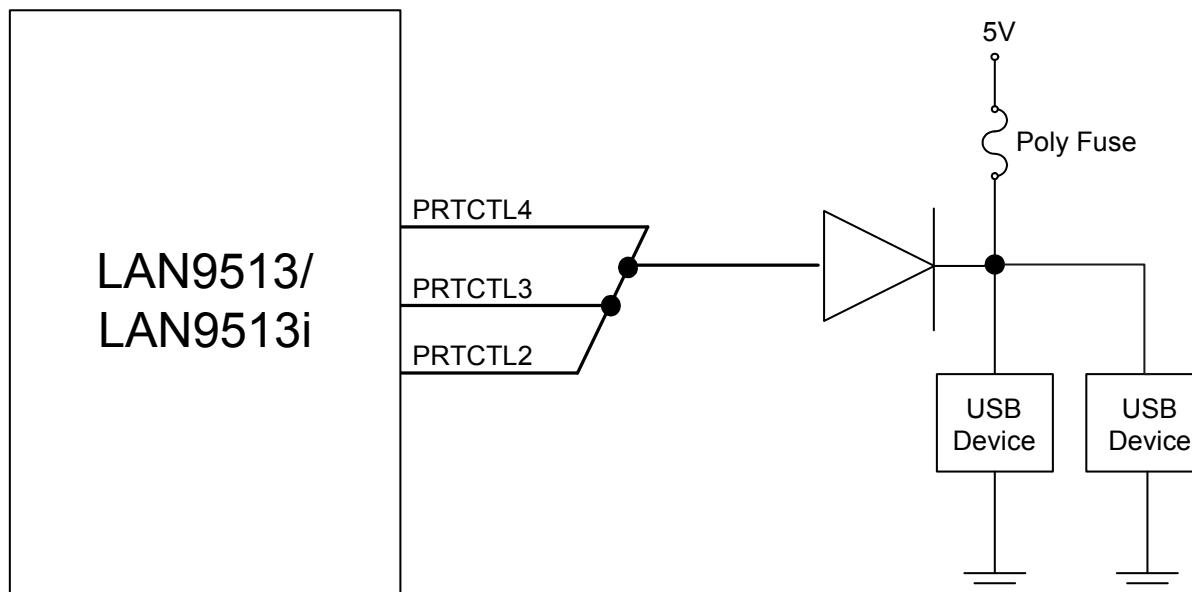 5V
Poly Fuse
PRTCTL4
LAN9513/
LAN9513i
PRTCTL3
PRTCTL2
USB
Device
USB
Device